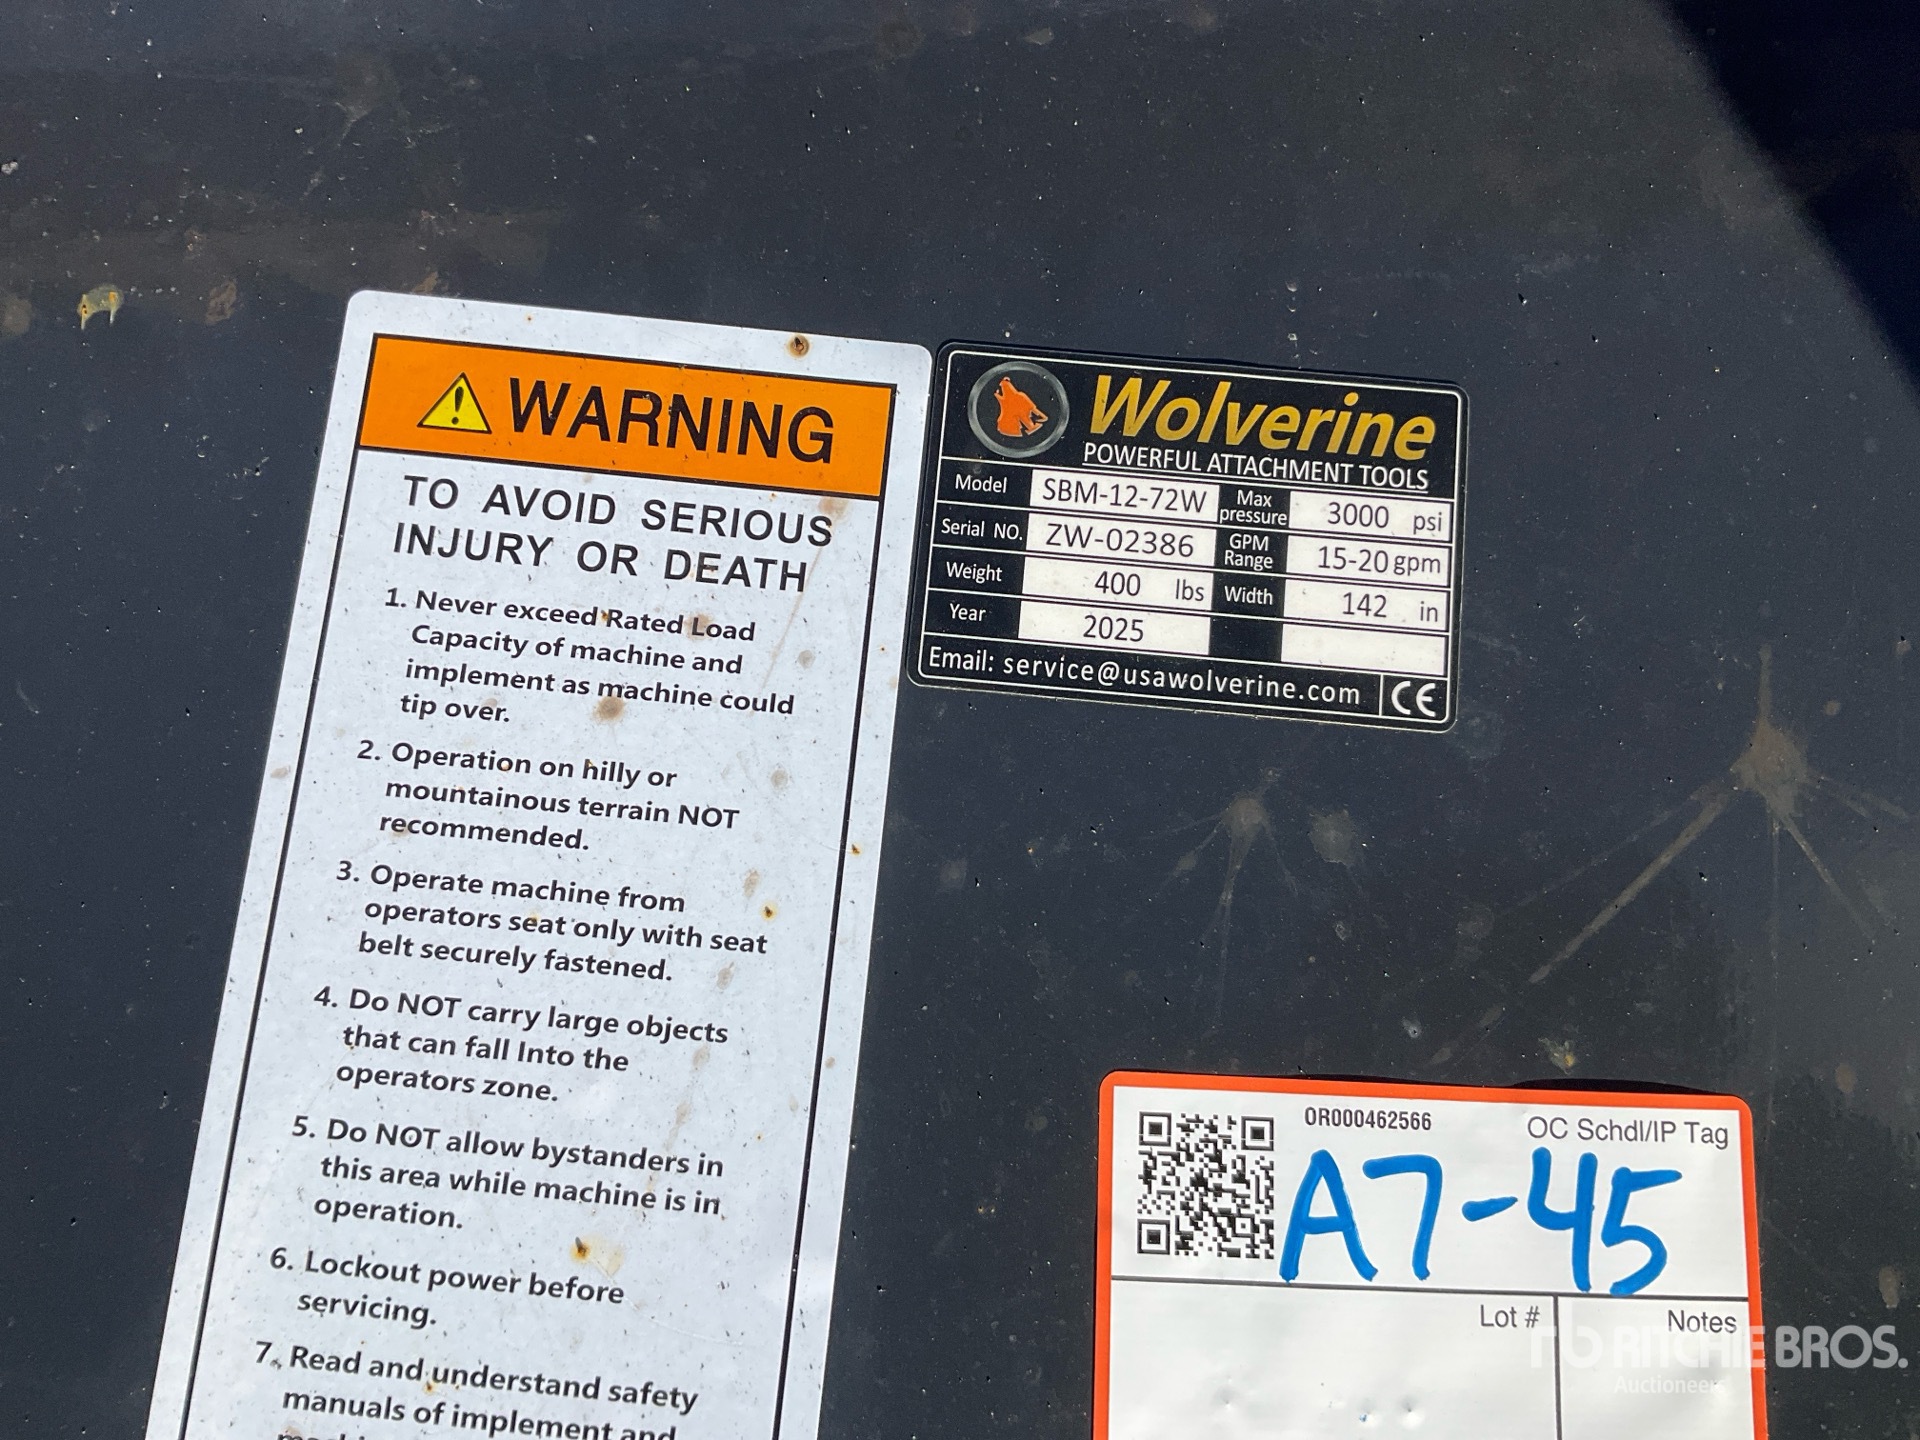 WARNING
TO AVOID SERIOUS
INJURY OR DEATH
1. Never exceed Rated Load
Capacity of machine and
implement as machine could
tip over.
2. Operation on hilly or
mountainous terrain NOT
recommended.
3. Operate machine from
operators seat only with seat
belt securely fastened.
4. Do NOT carry large objects
that can fall Into the
operators zone.
5. Do NOT allow bystanders in
this area while machine is in
operation.
6. Lockout power before
servicing.
7. Read and understand safety
manuals of implement and
Wolverine
POWERFUL ATTACHMENT TOOLS
Model SBM-12-72W Max pressure 3000 psi
Serial NO. ZW-02386 GPM Range 15-20 gpm
Weight 400 lbs Width 142 in
Year 2025
Email: service@usawolverine.com CE
OR000462566 OC Schdl/IP Tag
A7-45
Lot # Notes
RITCHIE BROS.
Auctioneers